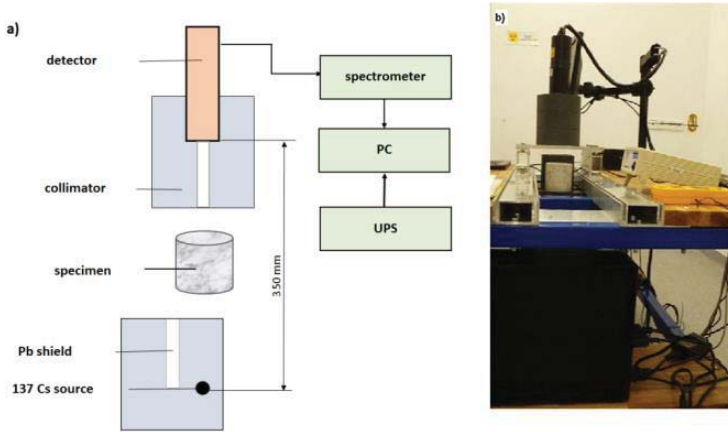 a)
detector
collimator
specimen
Pb shield
137 Cs source
350 mm
spectrometer
PC
UPS
b)